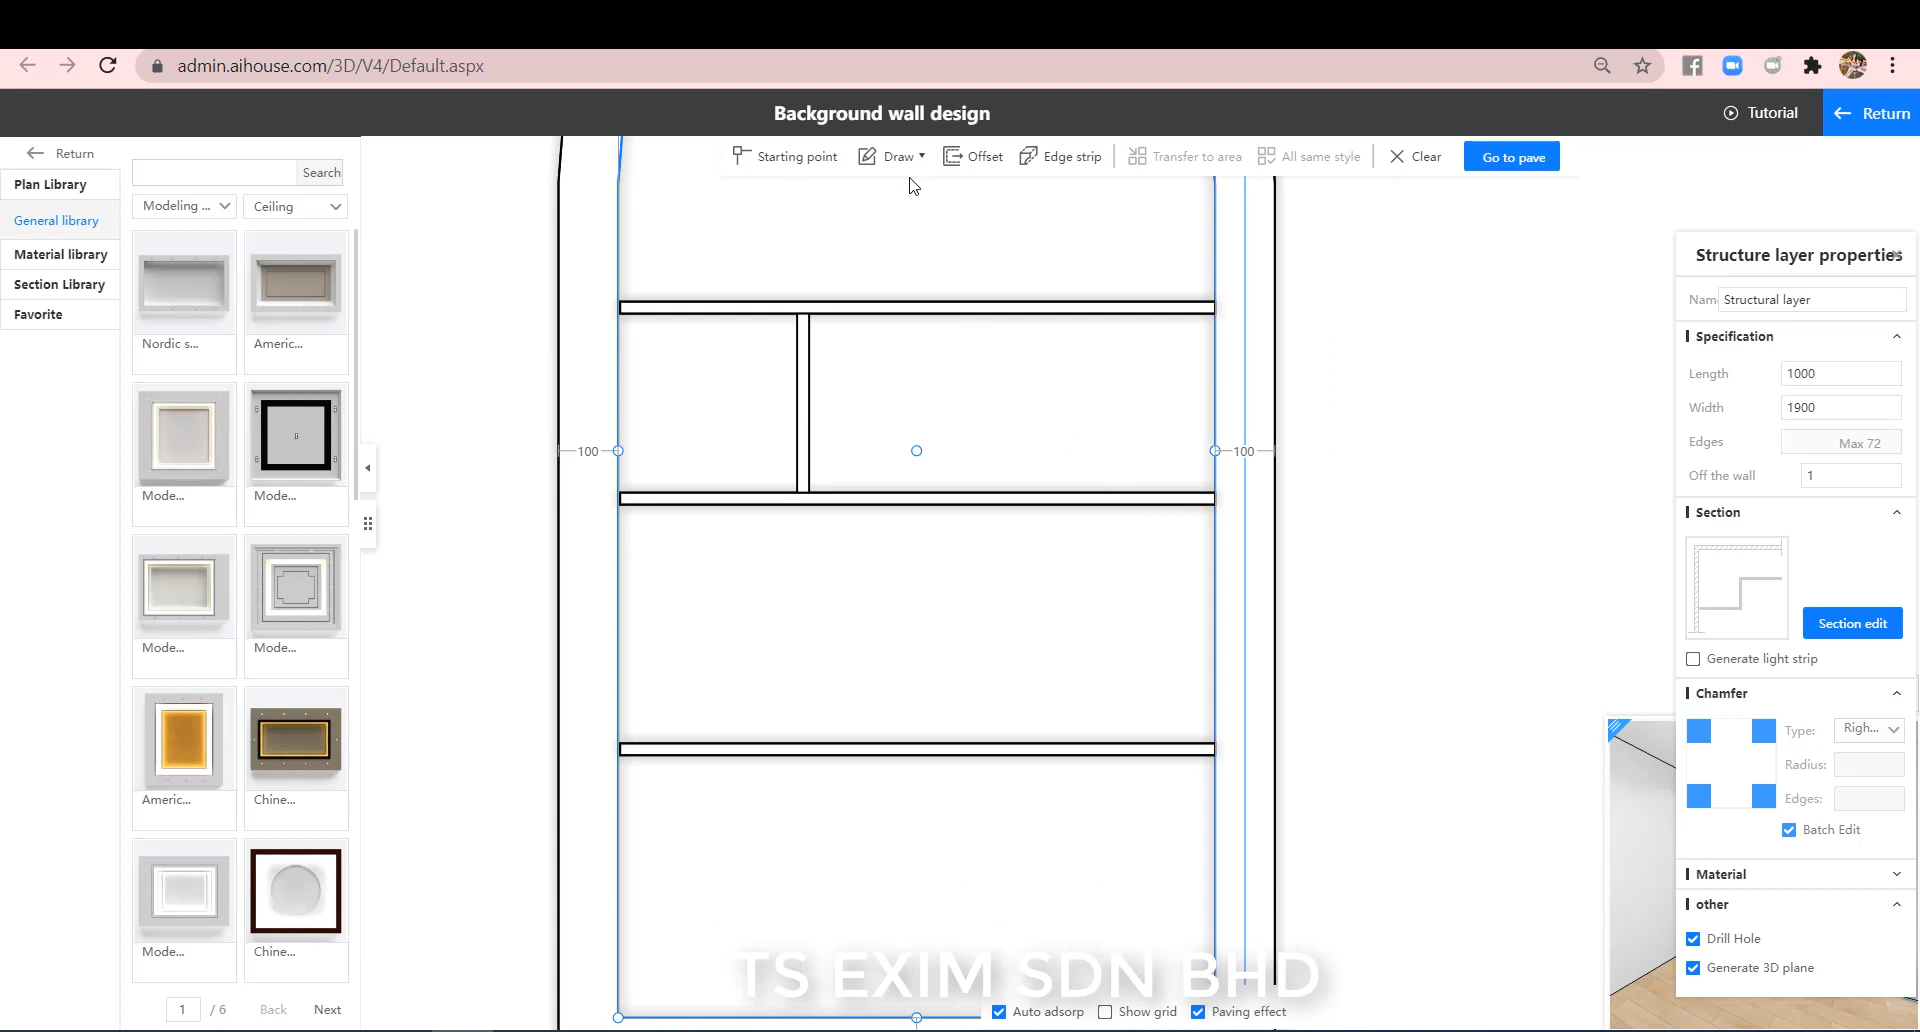 admin.aihouse.com/3D/V4/Default.aspx
Background wall design
Tutorial
Return
Return
Plan Library
General library
Material library
Section Library
Favorite
Search
Modeling ...
Ceiling
Nordic s...
Americ...
Mode...
Mode...
Mode...
Mode...
Americ...
Chine...
Mode...
Chine...
1 / 6 Back Next
Starting point
Draw
Offset
Edge strip
Transfer to area
All same style
Clear
Go to pave
100
100
Structure layer properties
Nam
Structural layer
Specification
Length 1000
Width 1900
Edges Max 72
Off the wall 1
Section
Section edit
Generate light strip
Chamfer
Type: Righ...
Radius:
Edges:
Batch Edit
Material
other
Drill Hole
Generate 3D plane
TS EXIM SDN BHD
Auto adsorp
Show grid
Paving effect